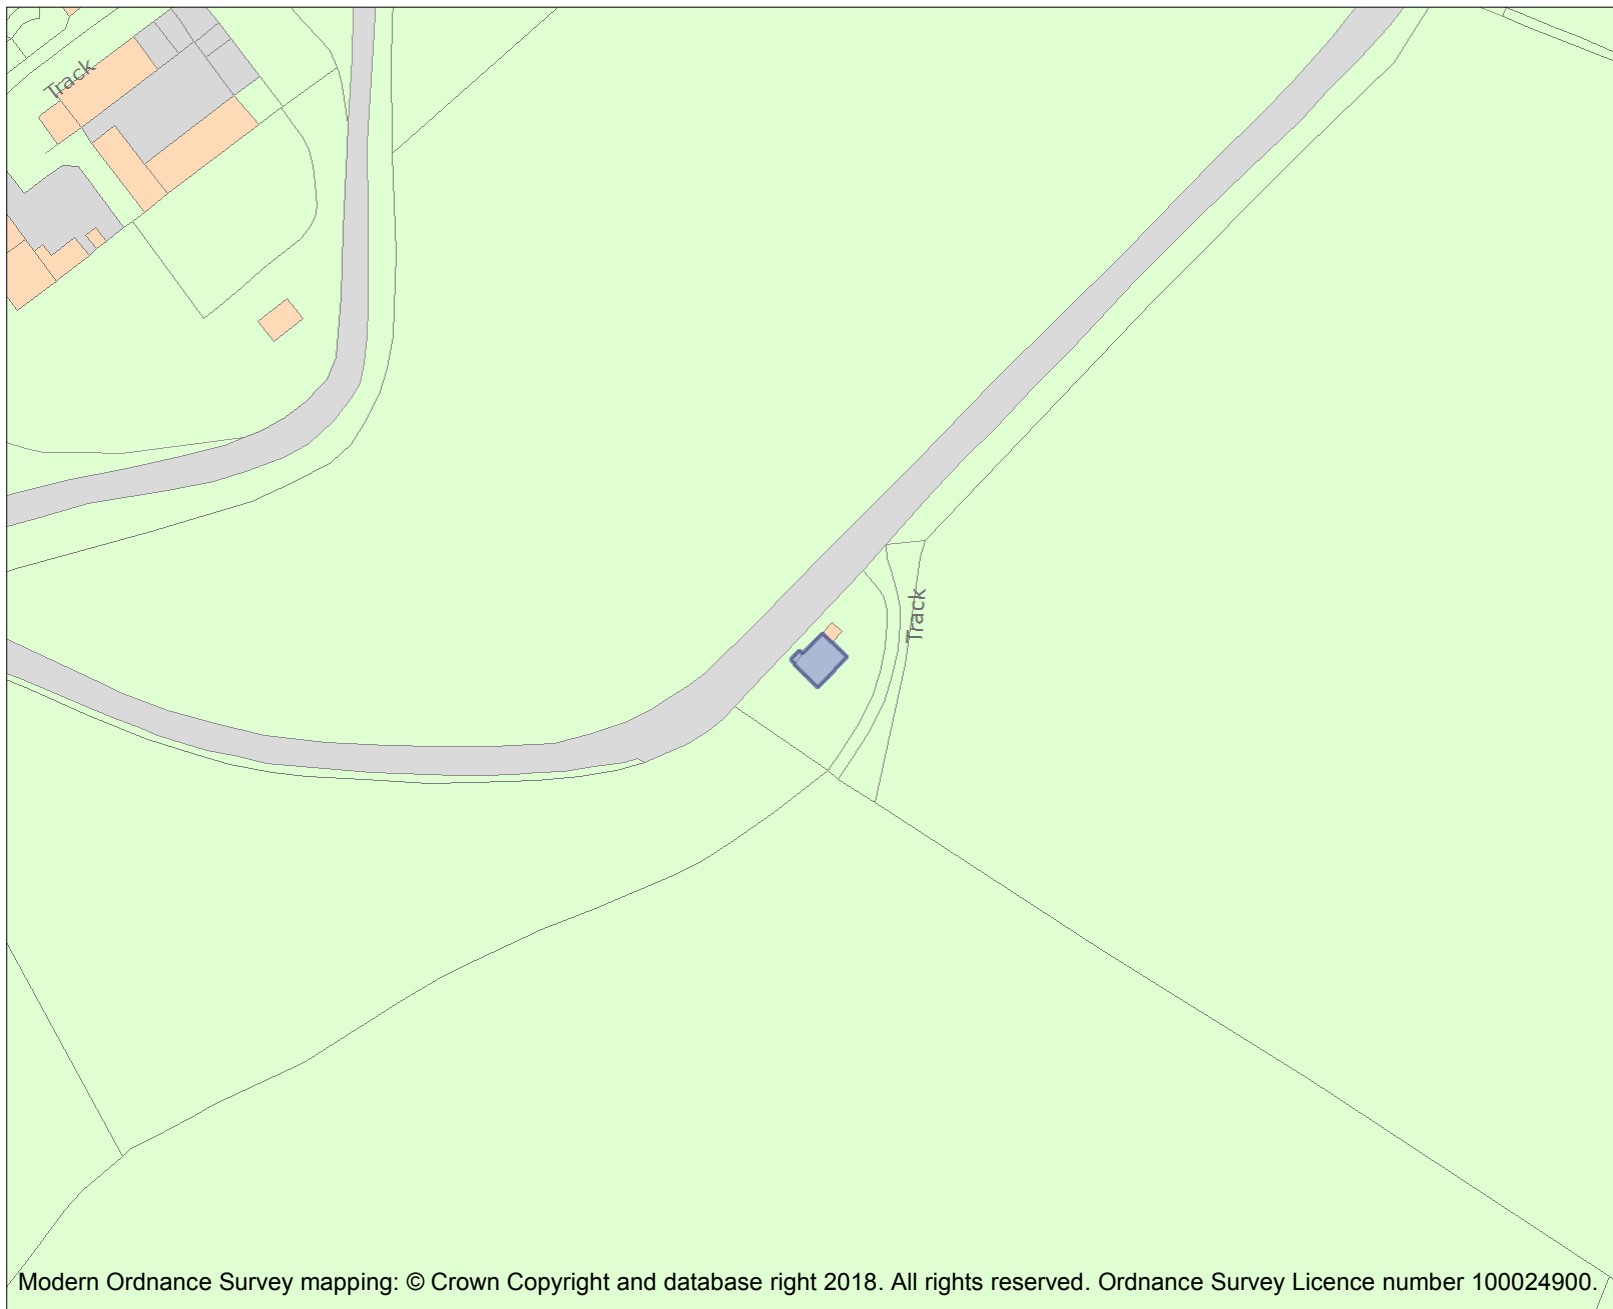 Track
Track
Modern Ordnance Survey mapping: © Crown Copyright and database right 2018. All rights reserved. Ordnance Survey Licence number 100024900.